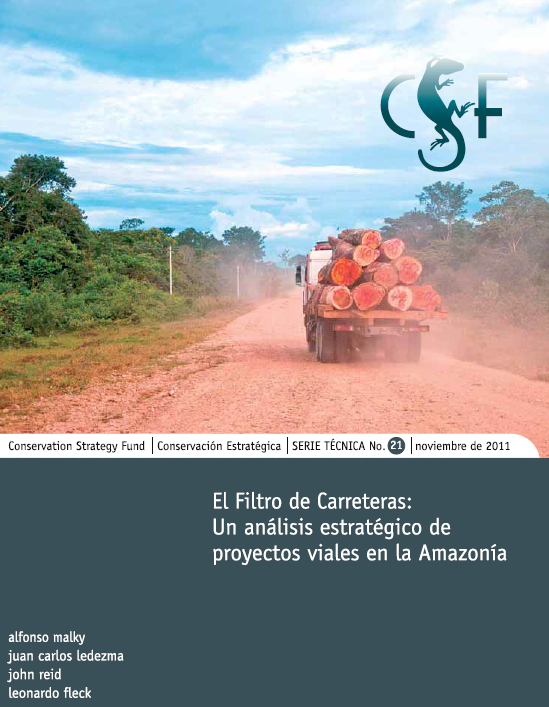 CSF
Conservation Strategy Fund | Conservación Estratégica | SERIE TÉCNICA No. 21 | noviembre de 2011
El Filtro de Carreteras:
Un análisis estratégico de
proyectos viales en la Amazonía
alfonso malky
juan carlos ledezma
john reid
leonardo fleck